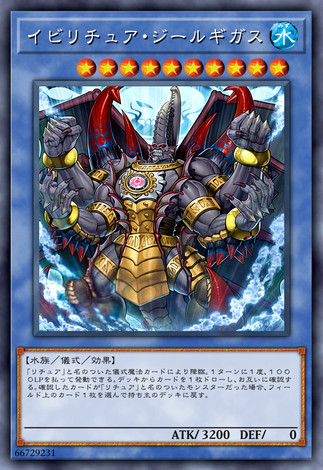 イビリチュア・ジールギガス
水
【水族／儀式／効果】
「リチュア」と名のついた儀式魔法カードにより降臨。１ターンに１度、１００
０LPを払って発動できる。デッキからカードを１枚ドローし、お互いに確認す
る。確認したカードが「リチュア」と名のついたモンスターだった場合、フィー
ルド上のカード１枚を選んで持ち主のデッキに戻す。
ATK/ 3200 DEF/ 0
66729231